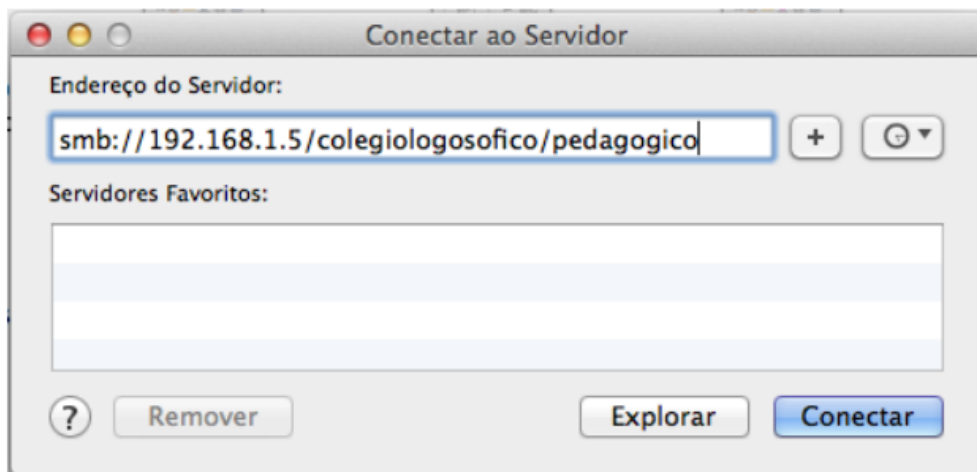 Conectar ao Servidor
Endereço do Servidor:
smb://192.168.1.5/colegiologosofico/pedagogico
+
Servidores Favoritos:
? Remover Explorar Conectar